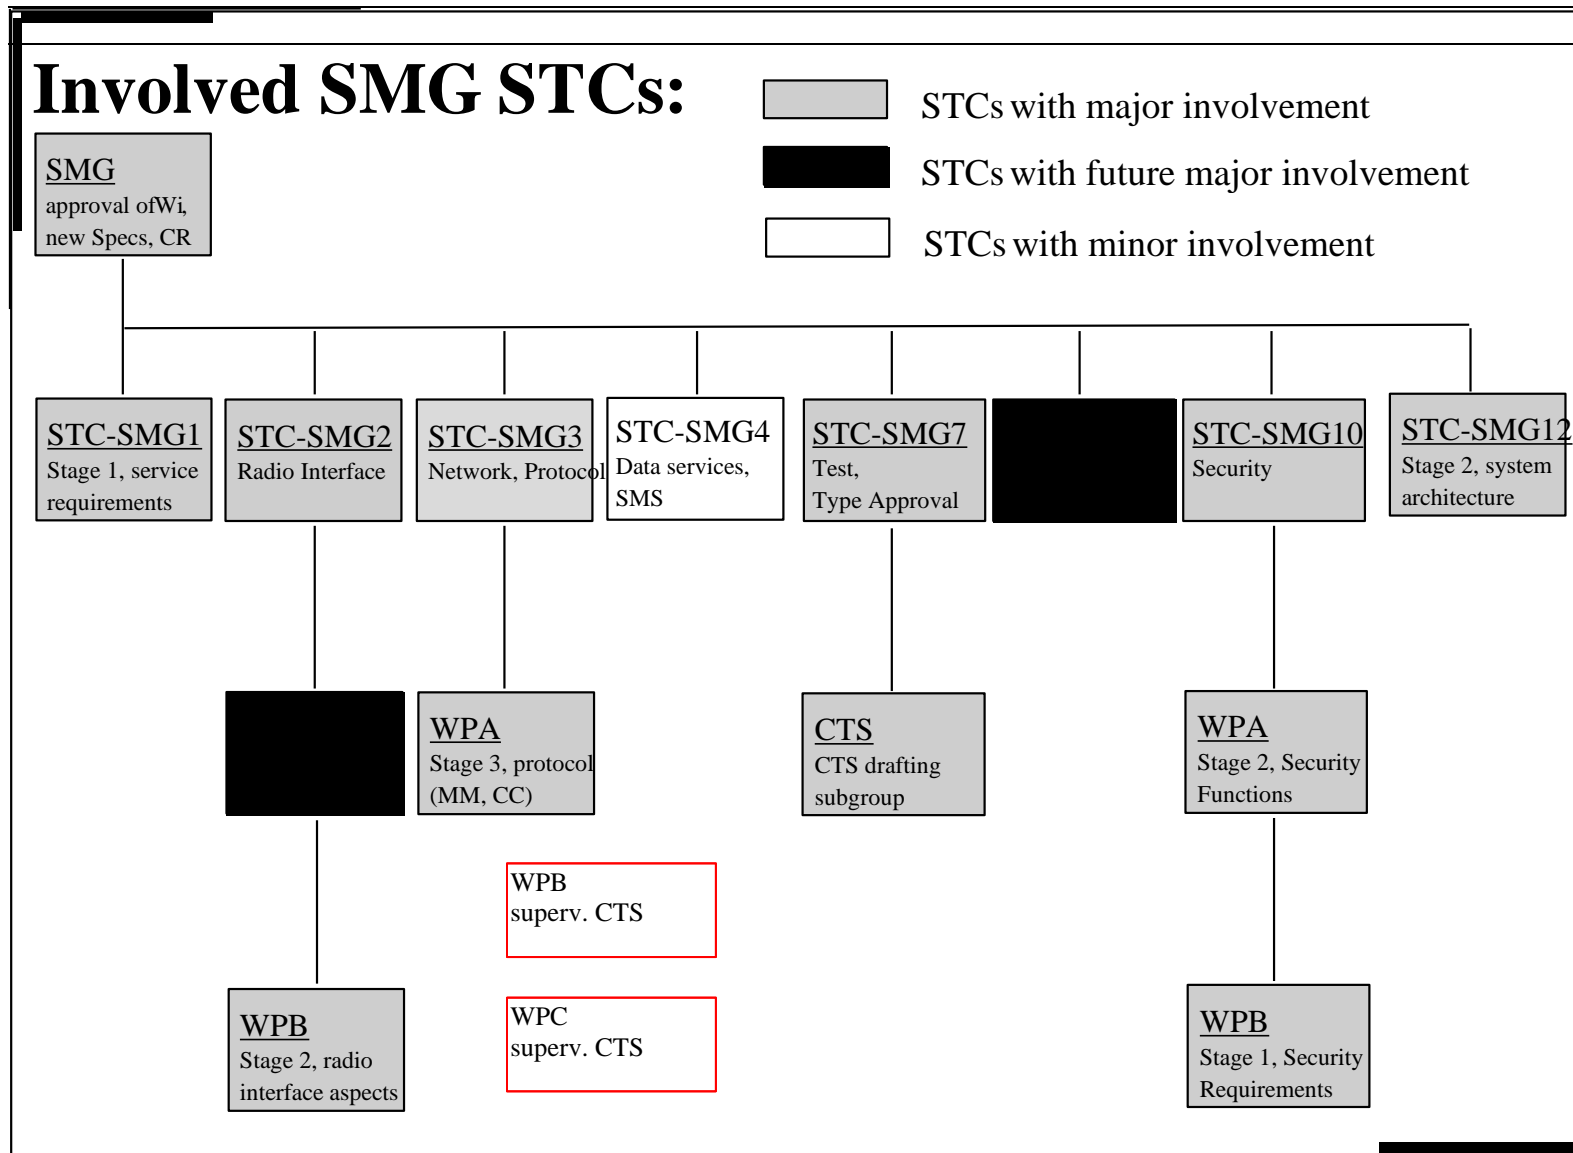 Involved SMG STCs:
STCs with major involvement
STCs with future major involvement
STCs with minor involvement
SMG
approval ofWi,
new Specs, CR
STC-SMG1
Stage 1, service
requirements
STC-SMG2
Radio Interface
STC-SMG3
Network, Protocol
STC-SMG4
Data services,
SMS
STC-SMG7
Test,
Type Approval
STC-SMG10
Security
STC-SMG12
Stage 2, system
architecture
WPA
Stage 3, protocol
(MM, CC)
CTS
CTS drafting
subgroup
WPA
Stage 2, Security
Functions
WPB
superv. CTS
WPC
superv. CTS
WPB
Stage 2, radio
interface aspects
WPB
Stage 1, Security
Requirements